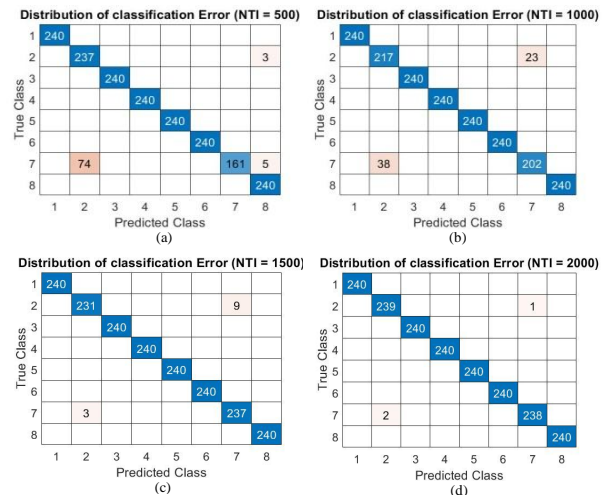 Distribution of classification Error (NTI = 500)
True Class
1 240
2 237 3
3 240
4 240
5 240
6 240
7 74 161 5
8 240
1 2 3 4 5 6 7 8
Predicted Class
(a)
Distribution of classification Error (NTI = 1000)
True Class
1 240
2 217 23
3 240
4 240
5 240
6 240
7 38 202
8 240
1 2 3 4 5 6 7 8
Predicted Class
(b)
Distribution of classification Error (NTI = 1500)
True Class
1 240
2 231 9
3 240
4 240
5 240
6 240
7 3 237
8 240
1 2 3 4 5 6 7 8
Predicted Class
(c)
Distribution of classification Error (NTI = 2000)
True Class
1 240
2 239 1
3 240
4 240
5 240
6 240
7 2 238
8 240
1 2 3 4 5 6 7 8
Predicted Class
(d)